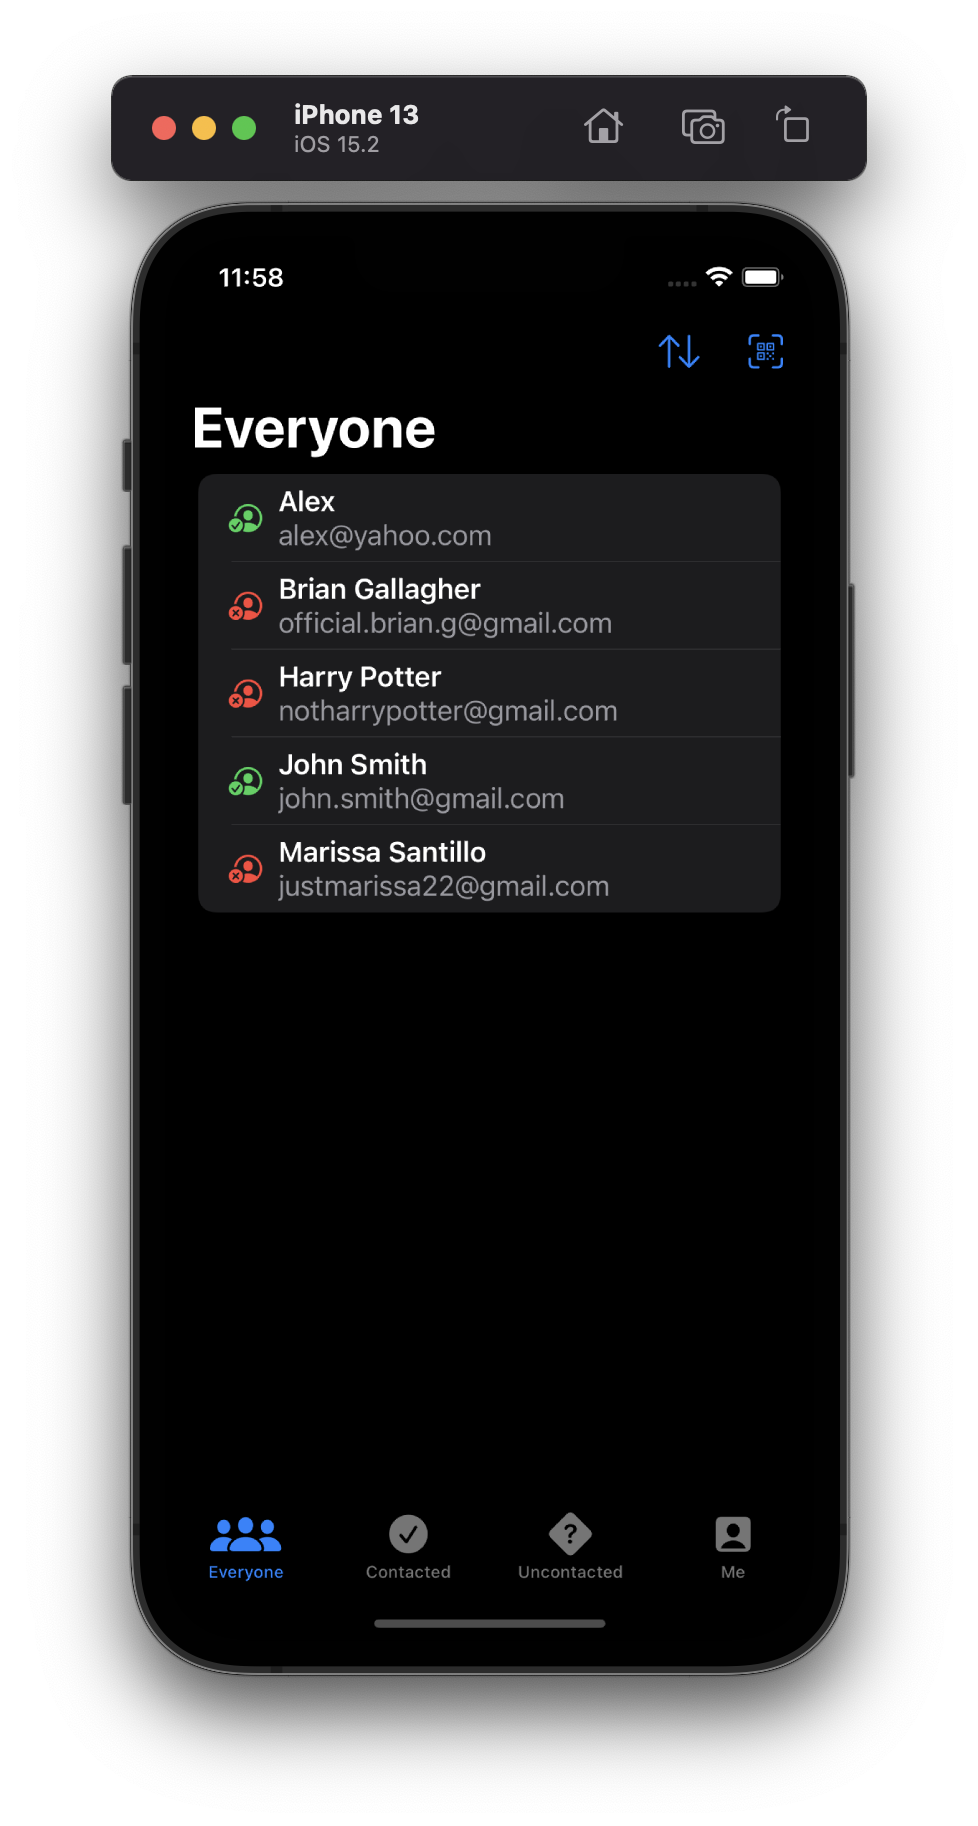 iPhone 13
iOS 15.2
11:58
Everyone
Alex
alex@yahoo.com
Brian Gallagher
official.brian.g@gmail.com
Harry Potter
notharrypotter@gmail.com
John Smith
john.smith@gmail.com
Marissa Santillo
justmarissa22@gmail.com
Everyone
Contacted
Uncontacted
Me